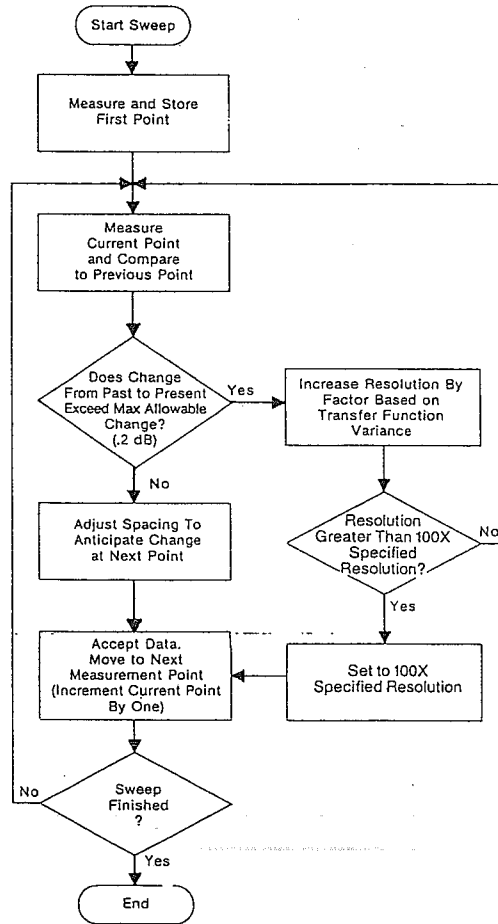 Start Sweep
Measure and Store
First Point
Measure
Current Point
and Compare
to Previous Point
Does Change
From Past to Present
Exceed Max Allowable
Change?
(.2 dB)
Yes
Increase Resolution By
Factor Based on
Transfer Function
Variance
No
Adjust Spacing To
Anticipate Change
at Next Point
Resolution
Greater Than 100X
Specified
Resolution?
No
Yes
Accept Data.
Move to Next
Measurement Point
(Increment Current Point
By One)
Set to 100X
Specified Resolution
No
Sweep
Finished
?
Yes
End